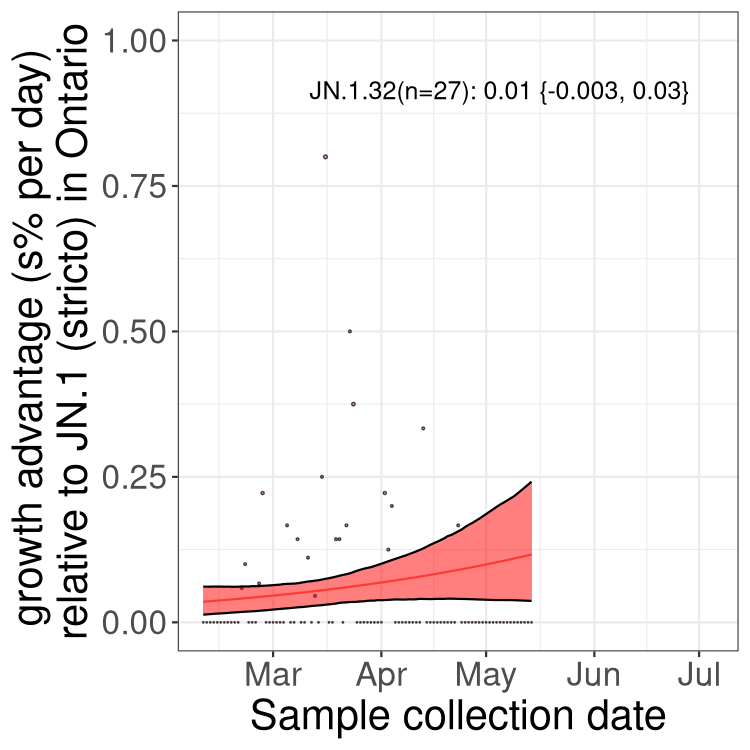 growth advantage (s% per day)
relative to JN.1 (stricto) in Ontario
1.00
0.75
0.50
0.25
0.00
JN.1.32(n=27): 0.01 {-0.003, 0.03}
Mar Apr May Jun Jul
Sample collection date